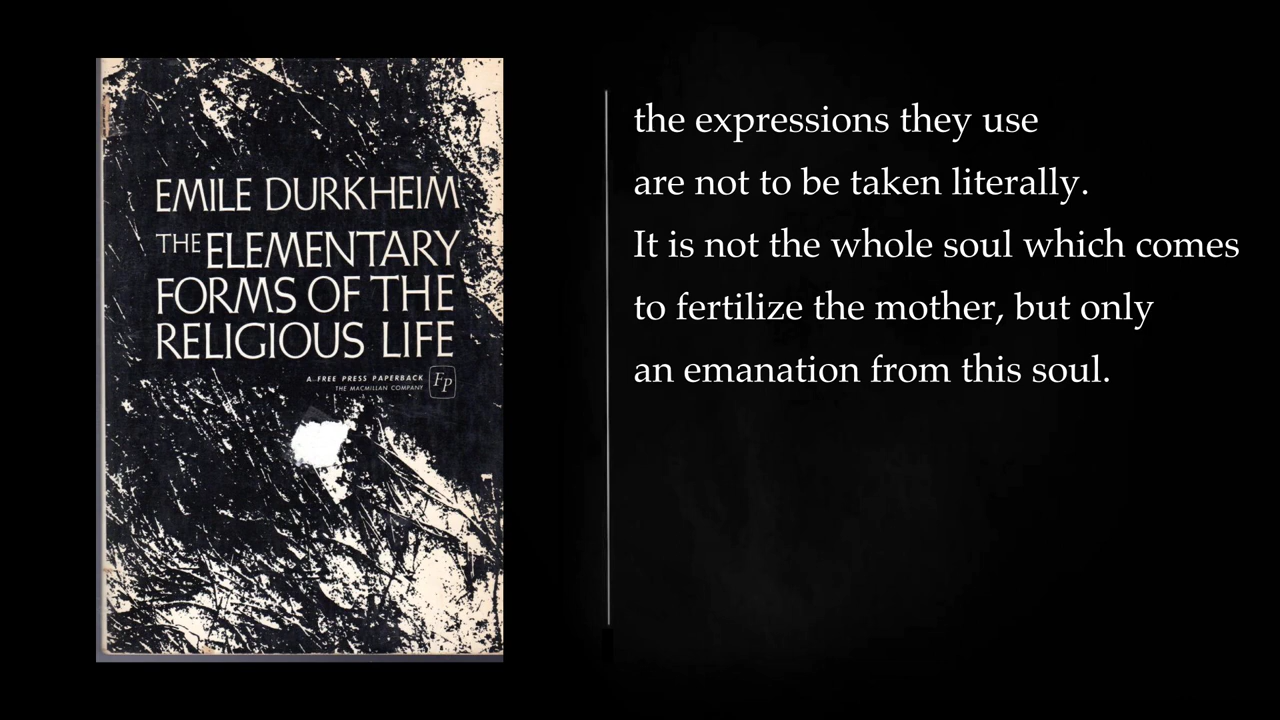 EMILE DURKHEIM
THE ELEMENTARY
FORMS OF THE
RELIGIOUS LIFE
A FREE PRESS PAPERBACK
THE MACMILLAN COMPANY
Fp
the expressions they use
are not to be taken literally.
It is not the whole soul which comes
to fertilize the mother, but only
an emanation from this soul.